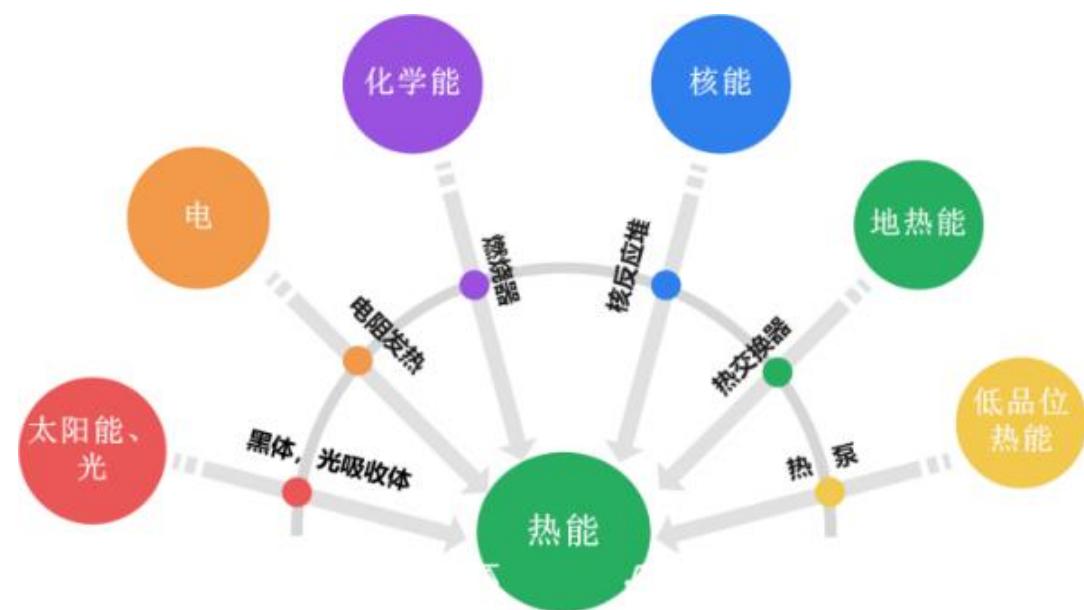 化学能
核能
电
地热能
燃烧器
核反应堆
电阻发热
热交换器
太阳能、
光
黑体，光吸收体
低品位
热能
热 泵
热能